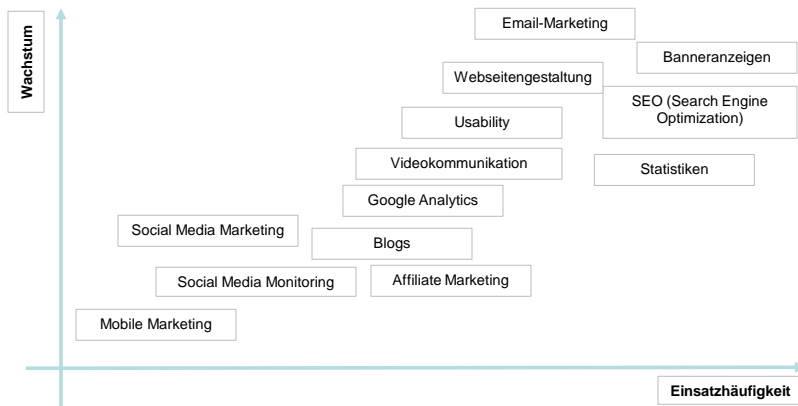 Wachstum
Email-Marketing
Banneranzeigen
Webseitengestaltung
SEO (Search Engine
Optimization)
Usability
Videokommunikation
Statistiken
Google Analytics
Social Media Marketing
Blogs
Social Media Monitoring
Affiliate Marketing
Mobile Marketing
Einsatzhäufigkeit